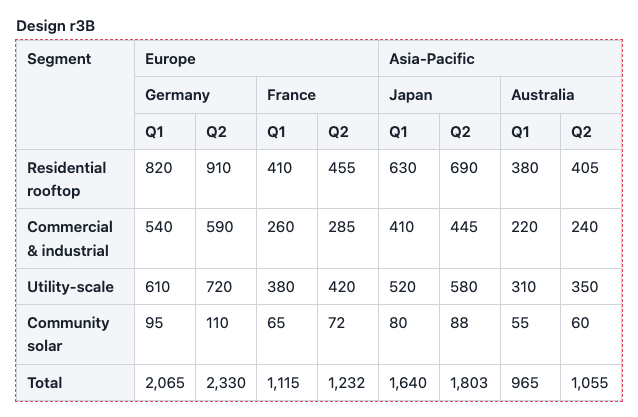 Design r3B
Segment Europe Asia-Pacific
Germany France Japan Australia
Q1 Q2 Q1 Q2 Q1 Q2 Q1 Q2
Residential 820 910 410 455 630 690 380 405
rooftop
Commercial 540 590 260 285 410 445 220 240
& industrial
Utility-scale 610 720 380 420 520 580 310 350
Community 95 110 65 72 80 88 55 60
solar
Total 2,065 2,330 1,115 1,232 1,640 1,803 965 1,055